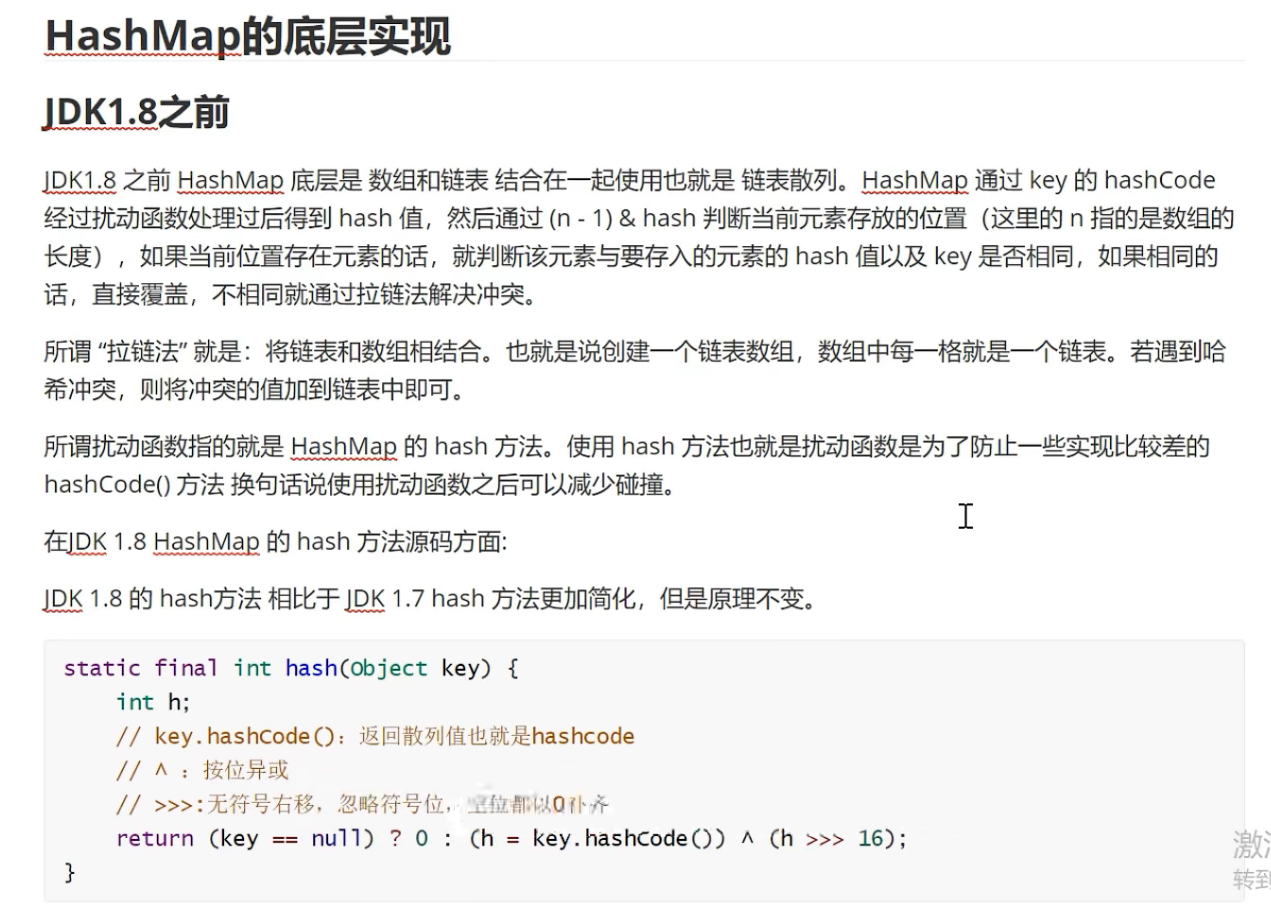 HashMap的底层实现
JDK1.8之前
JDK1.8 之前 HashMap 底层是 数组和链表 结合在一起使用也就是 链表散列。HashMap 通过 key 的 hashCode
经过扰动函数处理过后得到 hash 值，然后通过 (n - 1) & hash 判断当前元素存放的位置（这里的 n 指的是数组的
长度），如果当前位置存在元素的话，就判断该元素与要存入的元素的 hash 值以及 key 是否相同，如果相同的
话，直接覆盖，不相同就通过拉链法解决冲突。
所谓 “拉链法” 就是：将链表和数组相结合。也就是说创建一个链表数组，数组中每一格就是一个链表。若遇到哈
希冲突，则将冲突的值加到链表中即可。
所谓扰动函数指的就是 HashMap 的 hash 方法。使用 hash 方法也就是扰动函数是为了防止一些实现比较差的
hashCode() 方法 换句话说使用扰动函数之后可以减少碰撞。
在JDK 1.8 HashMap 的 hash 方法源码方面:
JDK 1.8 的 hash方法 相比于 JDK 1.7 hash 方法更加简化，但是原理不变。
static final int hash(Object key) {
int h;
// key.hashCode()：返回散列值也就是hashcode
// ^ ：按位异或
// >>>:无符号右移，忽略符号位，空位都以0补齐
return (key == null) ? 0 : (h = key.hashCode()) ^ (h >>> 16);
}
激
转到